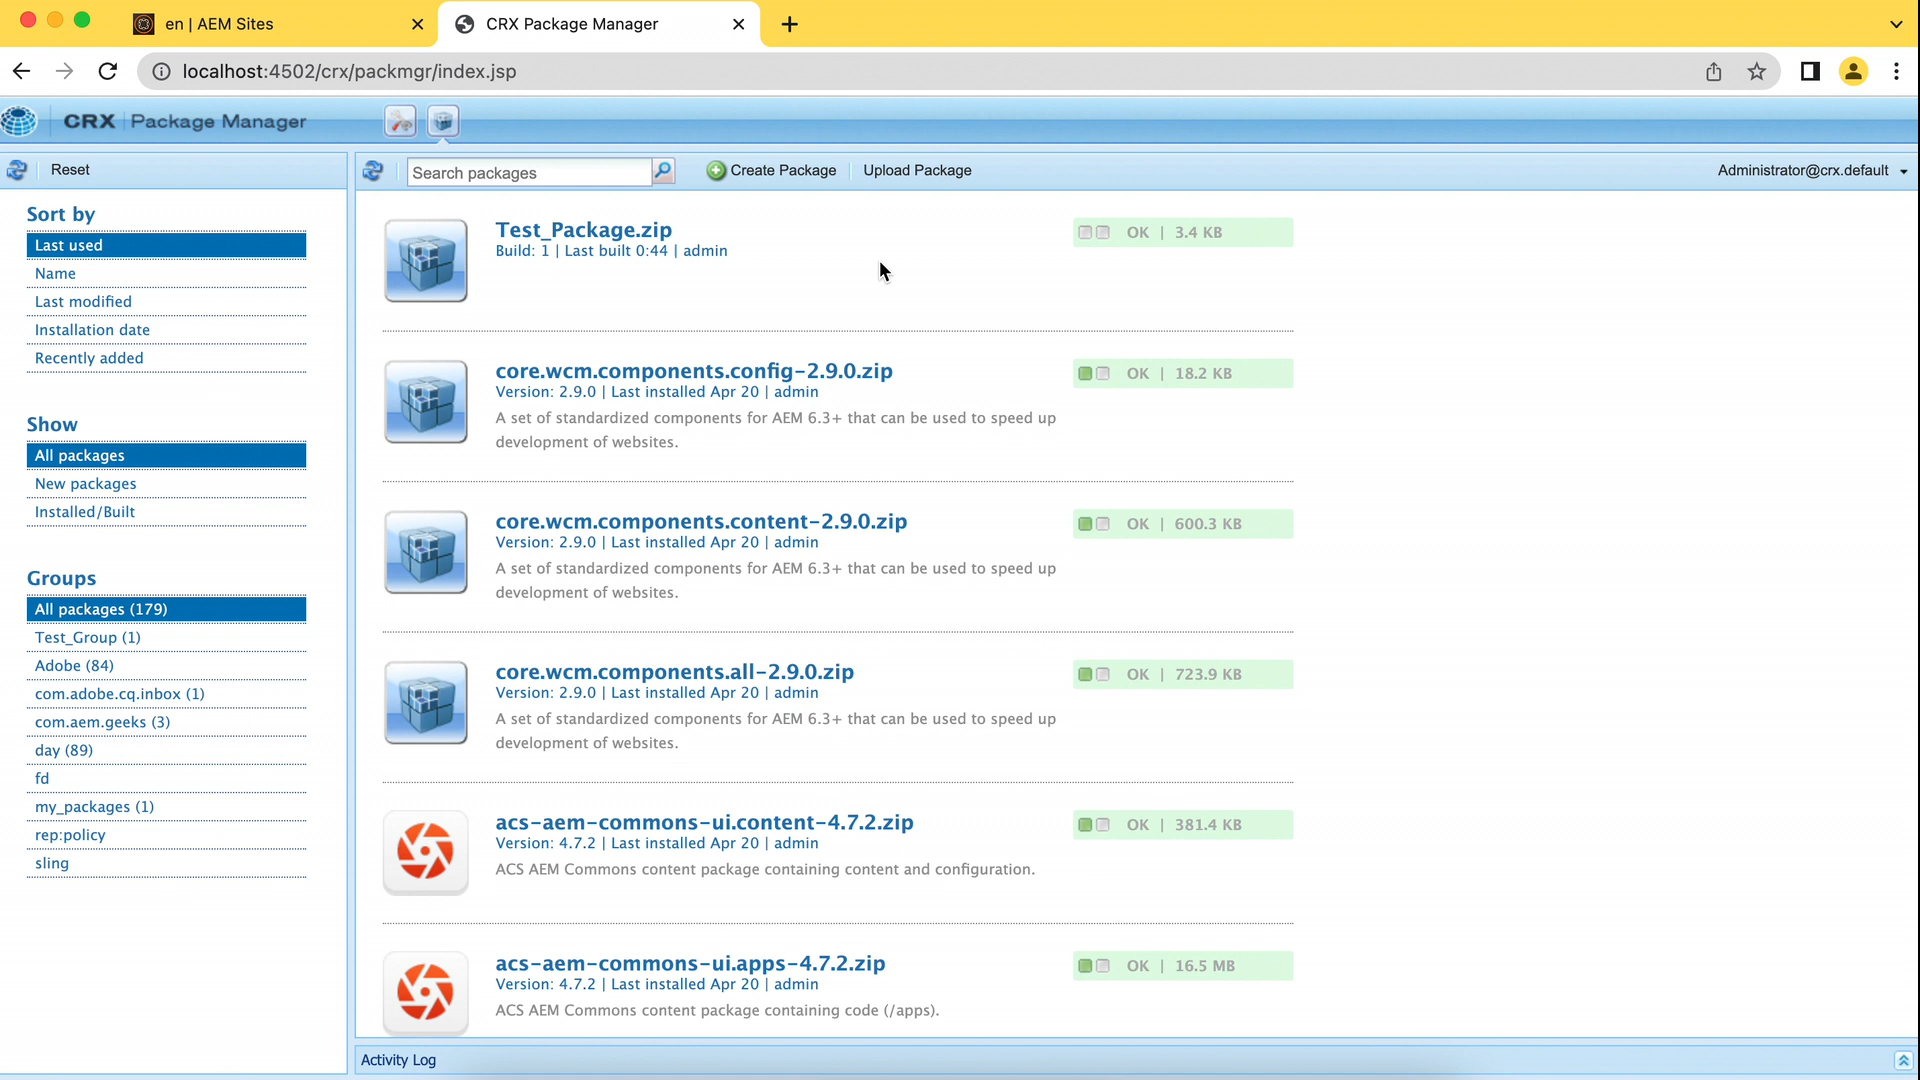 en | AEM Sites
CRX Package Manager
localhost:4502/crx/packmgr/index.jsp
CRX | Package Manager
Reset
Search packages
Create Package
Upload Package
Administrator@crx.default
Sort by
Last used
Name
Last modified
Installation date
Recently added
Show
All packages
New packages
Installed/Built
Groups
All packages (179)
Test_Group (1)
Adobe (84)
com.adobe.cq.inbox (1)
com.aem.geeks (3)
day (89)
fd
my_packages (1)
rep:policy
sling
Test_Package.zip
Build: 1 | Last built 0:44 | admin
OK | 3.4 KB
core.wcm.components.config-2.9.0.zip
Version: 2.9.0 | Last installed Apr 20 | admin
A set of standardized components for AEM 6.3+ that can be used to speed up
development of websites.
OK | 18.2 KB
core.wcm.components.content-2.9.0.zip
Version: 2.9.0 | Last installed Apr 20 | admin
A set of standardized components for AEM 6.3+ that can be used to speed up
development of websites.
OK | 600.3 KB
core.wcm.components.all-2.9.0.zip
Version: 2.9.0 | Last installed Apr 20 | admin
A set of standardized components for AEM 6.3+ that can be used to speed up
development of websites.
OK | 723.9 KB
acs-aem-commons-ui.content-4.7.2.zip
Version: 4.7.2 | Last installed Apr 20 | admin
ACS AEM Commons content package containing content and configuration.
OK | 381.4 KB
acs-aem-commons-ui.apps-4.7.2.zip
Version: 4.7.2 | Last installed Apr 20 | admin
ACS AEM Commons content package containing code (/apps).
OK | 16.5 MB
Activity Log